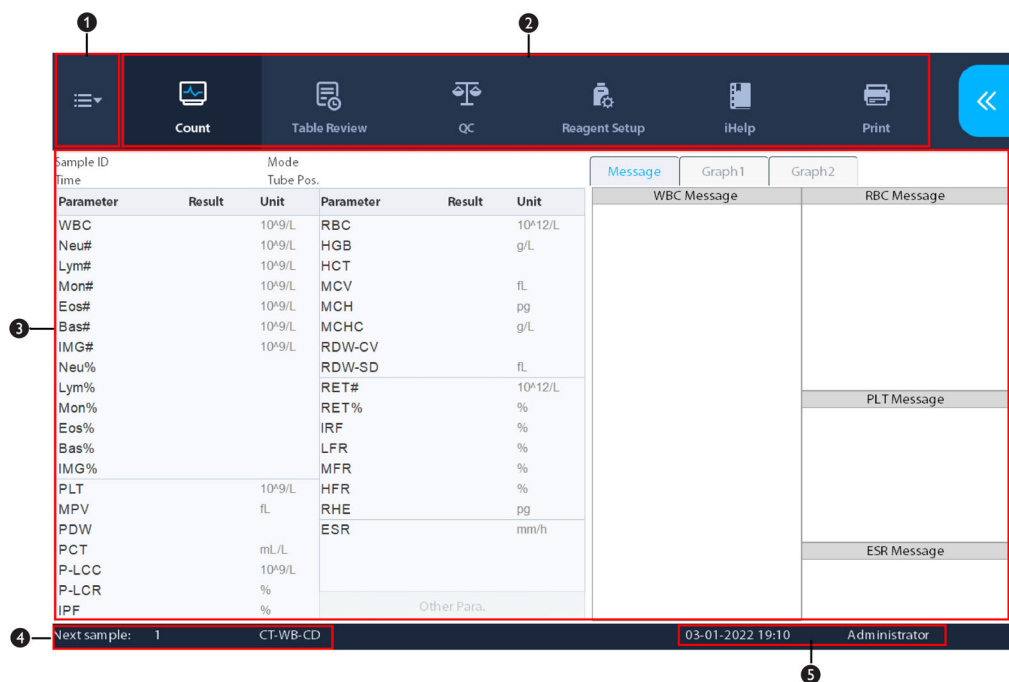 1
2
Count
Table Review
QC
Reagent Setup
iHelp
Print
Sample ID Mode
Time Tube Pos.
Message Graph1 Graph2
Parameter Result Unit Parameter Result Unit
WBC Message RBC Message
WBC 10^9/L RBC 10^12/L
Neu# 10^9/L HGB g/L
Lym# 10^9/L HCT
Mon# 10^9/L MCV fL
Eos# 10^9/L MCH pg
3
Bas# 10^9/L MCHC g/L
IMG# 10^9/L RDW-CV
Neu% RDW-SD fL
Lym% RET# 10^12/L
Mon% RET% %
PLT Message
Eos% IRF %
Bas% LFR %
IMG% MFR %
PLT 10^9/L HFR %
MPV fL RHE pg
PDW ESR mm/h
PCT mL/L
ESR Message
P-LCC 10^9/L
P-LCR %
Other Para.
IPF %
4
Next sample: 1 CT-WB-CD 03-01-2022 19:10 Administrator
5